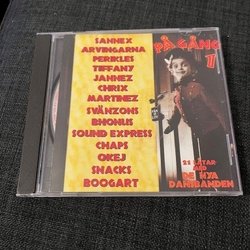 SANNEX
ARVINGARNA
PERIKLES
TIFFANY
JANNEZ
CHRIX
MARTINEZ
SVÄNZONS
BHONUS
SOUND EXPRESS
CHAPS
OKEJ
SNACKS
BOOGART
PÅ GÅNG
1
21 LÅTAR
MED
DE NYA
DANSBANDEN